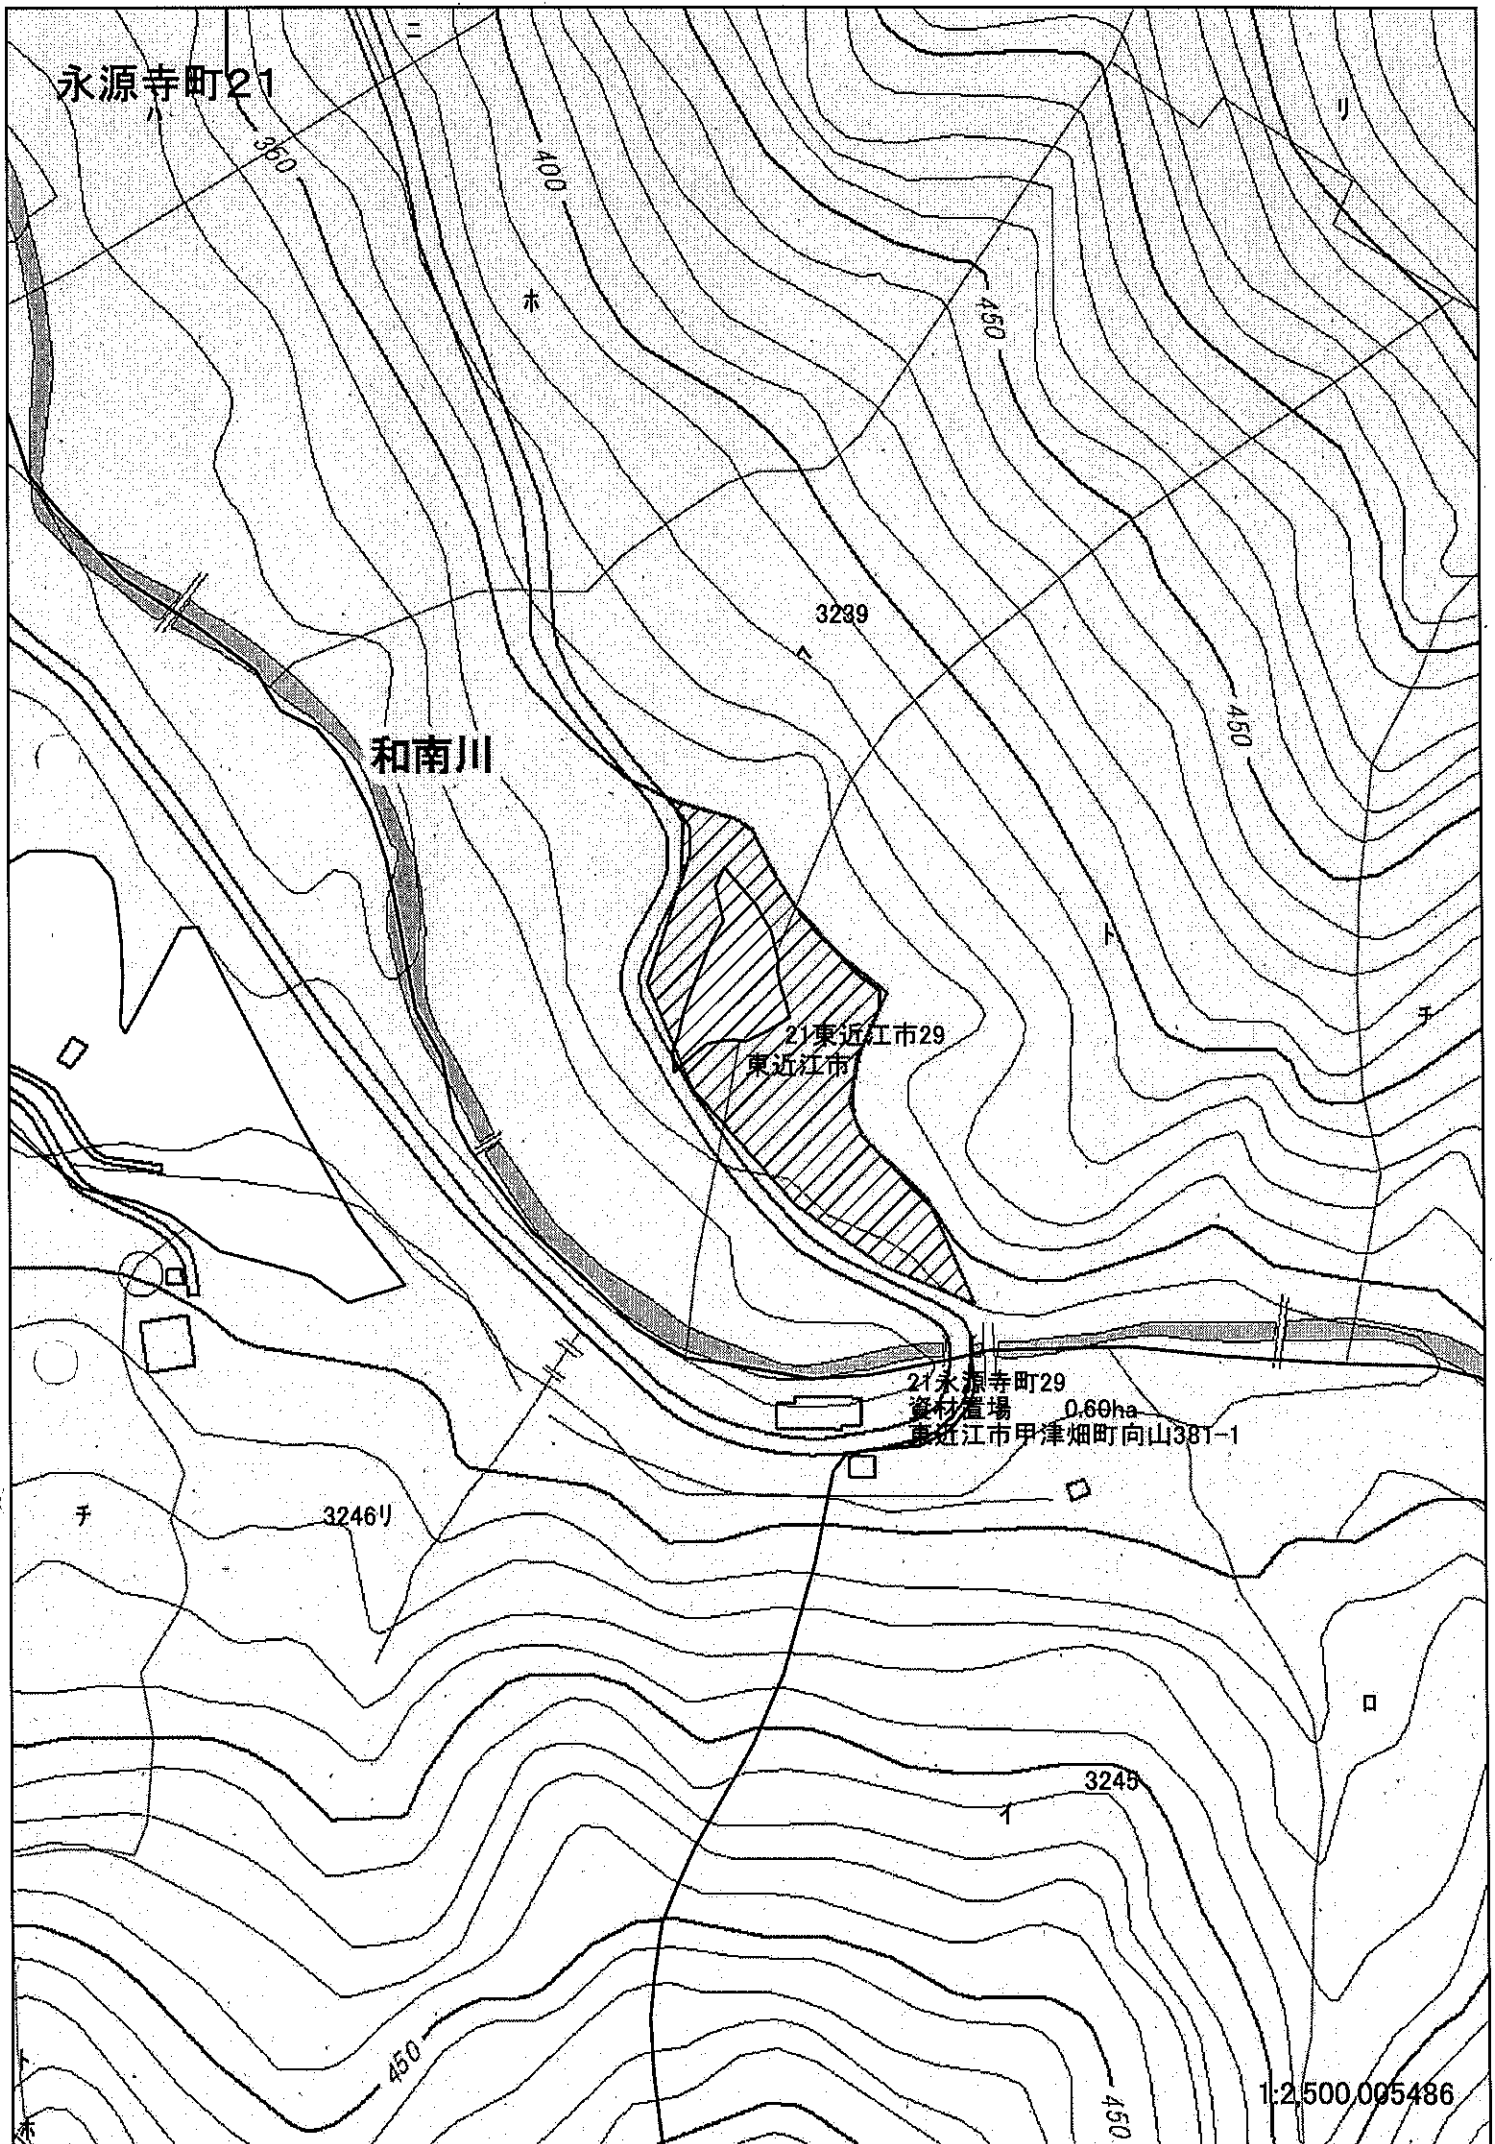 ニ
永源寺町21
ハ
リ
350
400
ホ
450
3239
ヘ
450
和南川
ト
チ
21東近江市29
東近江市
21永源寺町29
資材置場 0.60ha
東近江市甲津畑町向山381-1
チ
3246リ
ロ
3245
イ
450
450
1:2,500.005486
ホ